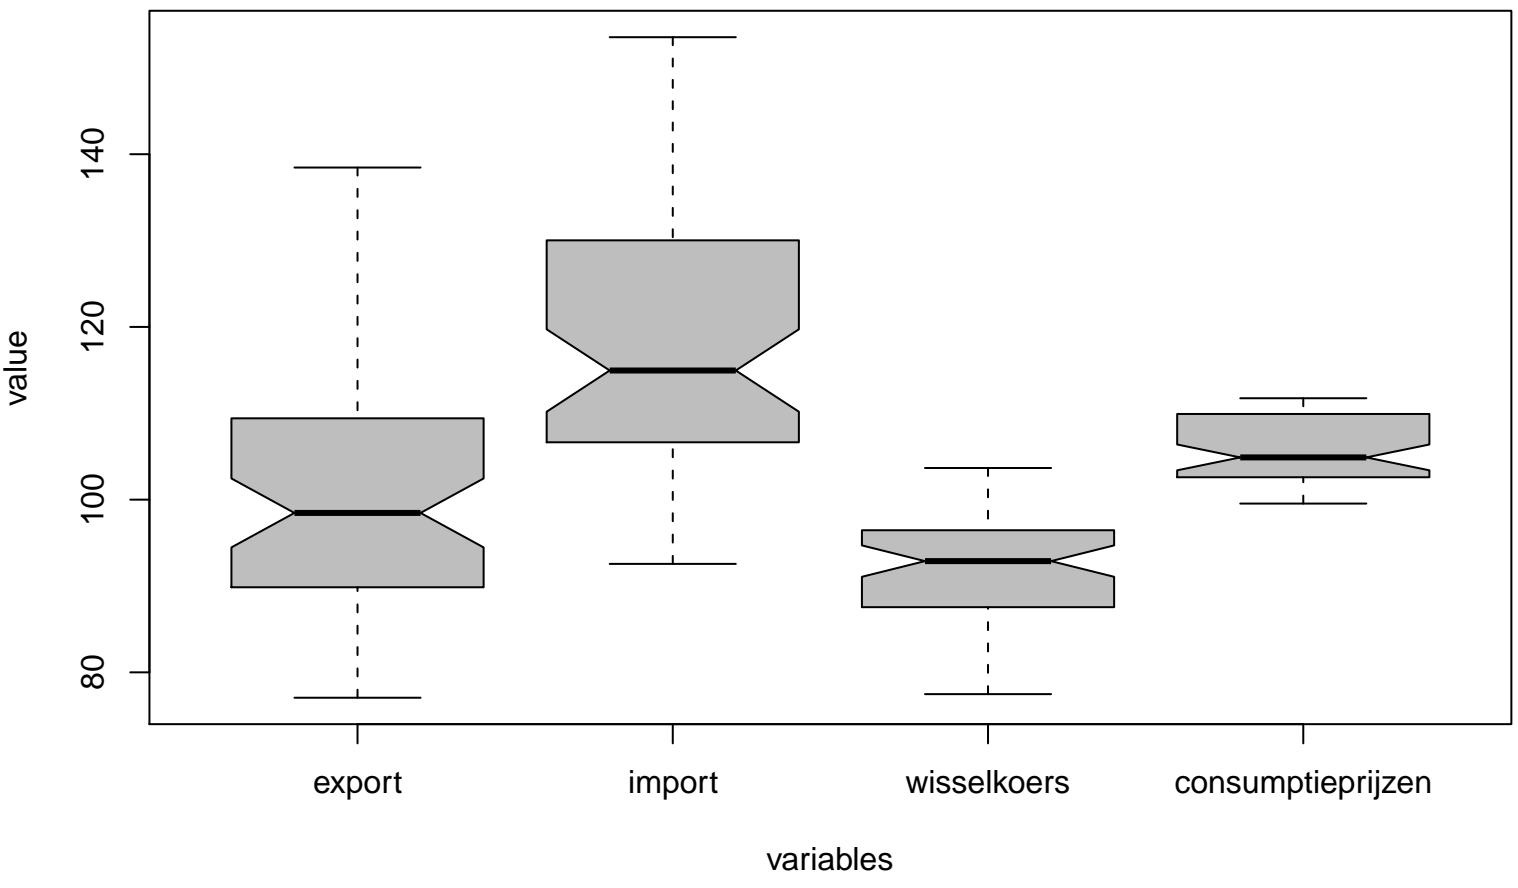 value
140
120
100
80
export import wisselkoers consumptieprijzen
variables